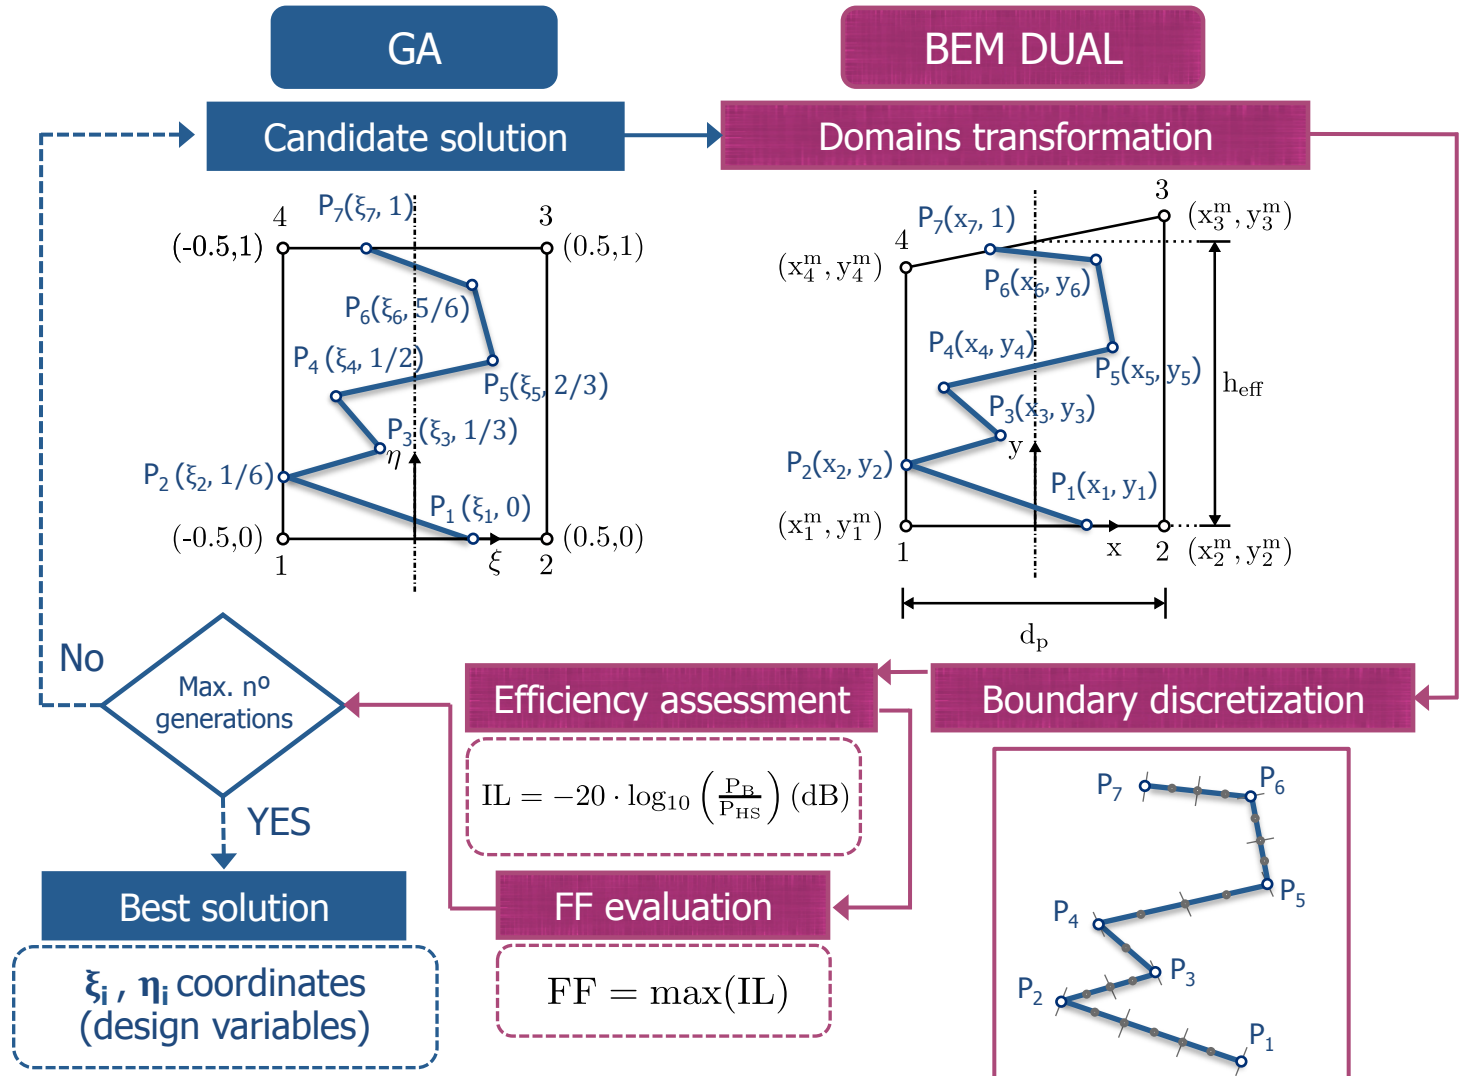 GA
BEM DUAL
Candidate solution
Domains transformation
P₇(ξ₇, 1)
4
3
(-0.5,1)
(0.5,1)
P₆(ξ₆, 5/6)
P₄(ξ₄, 1/2)
P₅(ξ₅, 2/3)
P₃(ξ₃, 1/3)
η
P₂(ξ₂, 1/6)
P₁(ξ₁, 0)
(-0.5,0)
(0.5,0)
1
ξ
2
3
P₇(x₇, 1)
(x₃ᵐ, y₃ᵐ)
4
(x₄ᵐ, y₄ᵐ)
P₆(x₆, y₆)
P₄(x₄, y₄)
P₅(x₅, y₅)
h_eff
P₃(x₃, y₃)
y
P₂(x₂, y₂)
P₁(x₁, y₁)
(x₁ᵐ, y₁ᵐ)
1
x
2
(x₂ᵐ, y₂ᵐ)
dₚ
No
Max. nº
generations
YES
Efficiency assessment
Boundary discretization
IL = −20 · log₁₀ (P_B/P_HS) (dB)
FF evaluation
FF = max(IL)
Best solution
ξᵢ , ηᵢ coordinates
(design variables)
P₇
P₆
P₅
P₄
P₃
P₂
P₁